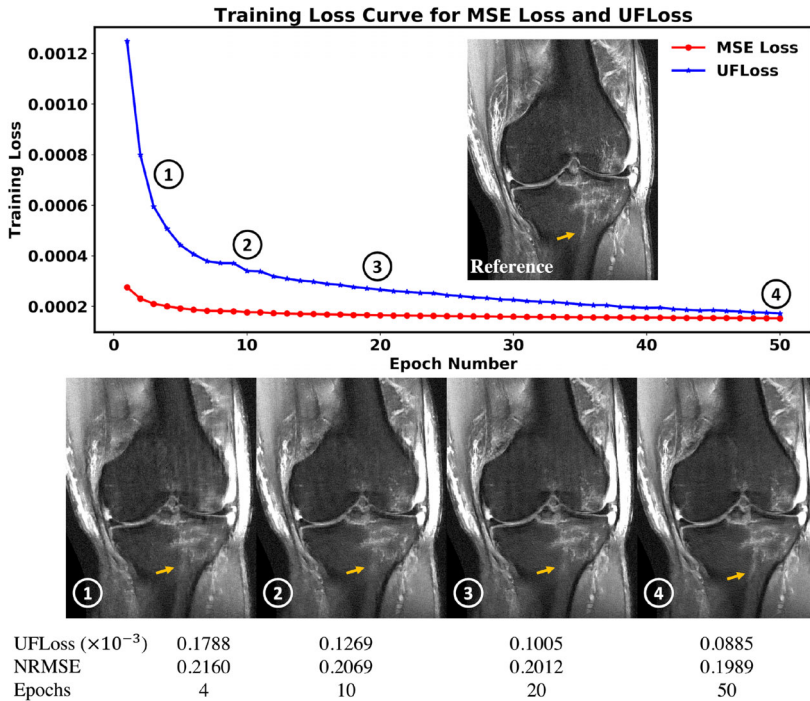 Training Loss Curve for MSE Loss and UFLoss
MSE Loss
UFLoss
Training Loss
0.0012
0.0010
0.0008
0.0006
0.0004
0.0002
1
2
3
4
Reference
0 10 20 30 40 50
Epoch Number
1 2 3 4
UFLoss (×10⁻³) 0.1788 0.1269 0.1005 0.0885
NRMSE 0.2160 0.2069 0.2012 0.1989
Epochs 4 10 20 50